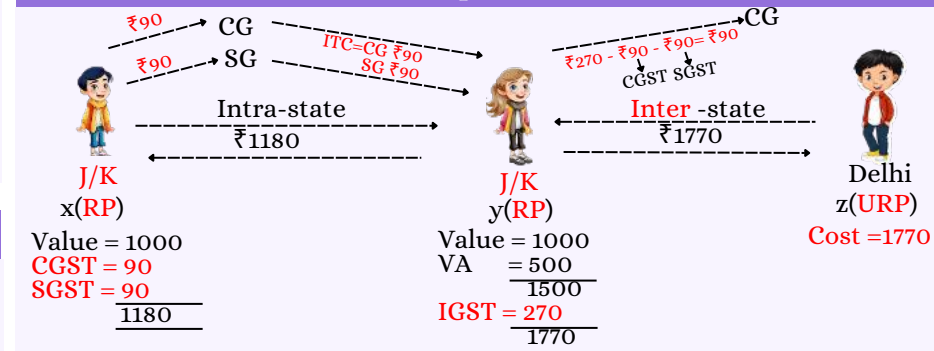 ₹90
CG
₹90
SG
ITC=CG ₹90
SG ₹90
CG
₹270 - ₹90 - ₹90= ₹90
CGST SGST
Intra-state
₹1180
Inter -state
₹1770
J/K
x(RP)
Value = 1000
CGST = 90
SGST = 90
1180
J/K
y(RP)
Value = 1000
VA = 500
1500
IGST = 270
1770
Delhi
z(URP)
Cost =1770